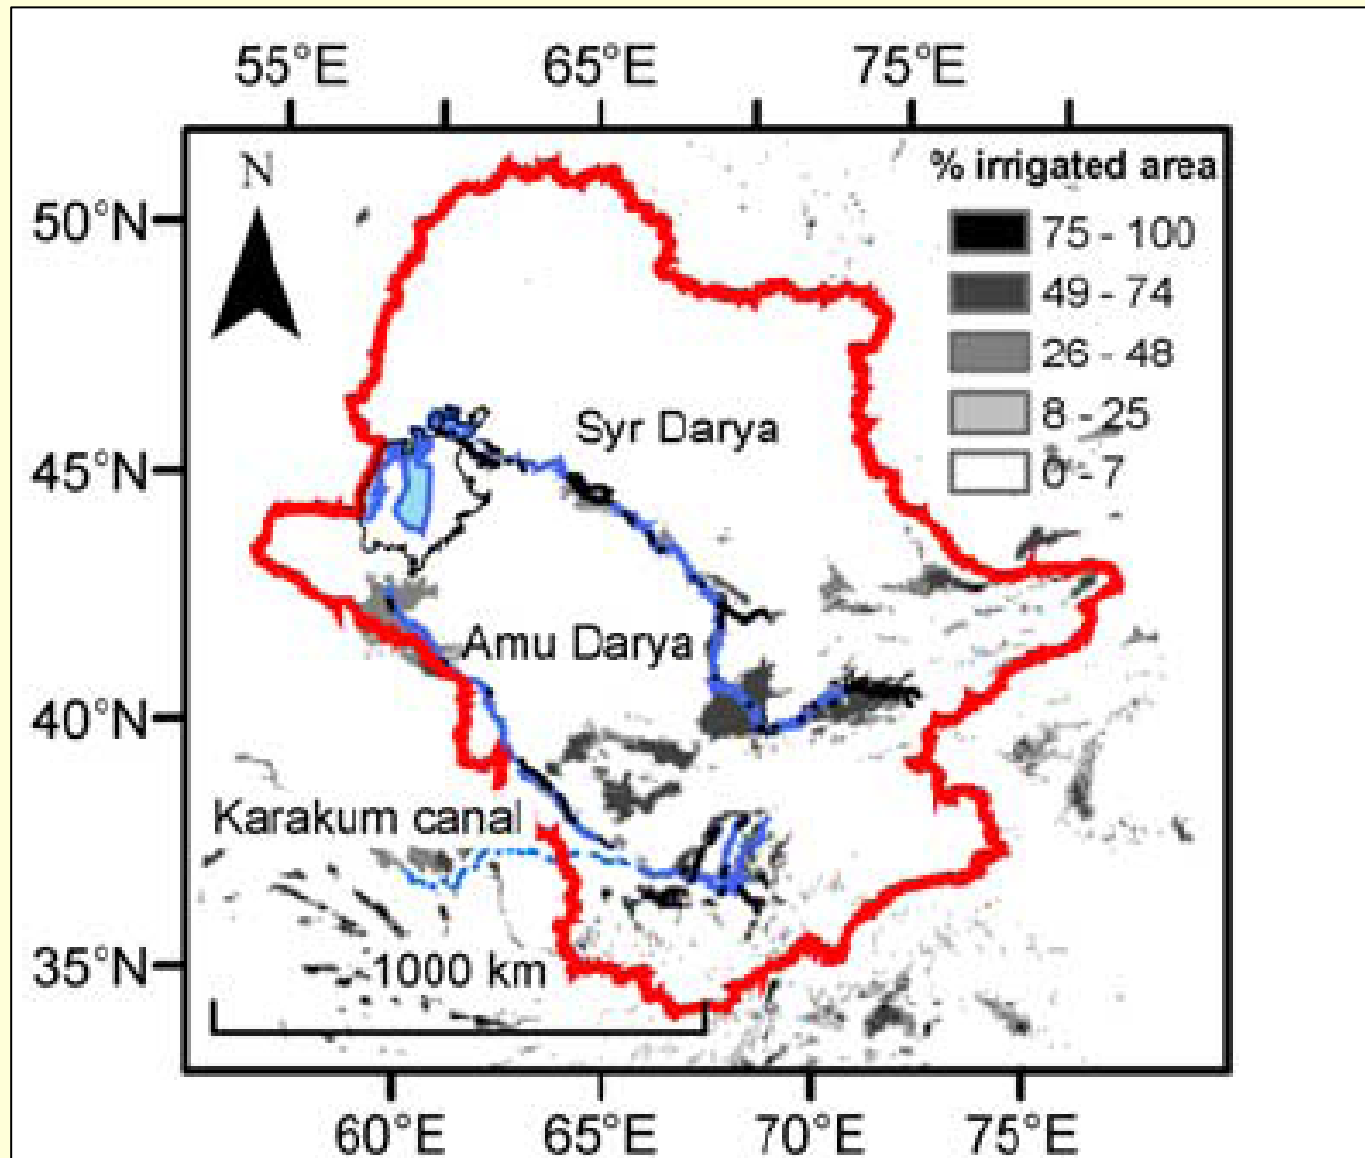 55°E 65°E 75°E
N
% irrigated area
75 - 100
50°N
49 - 74
26 - 48
8 - 25
Syr Darya
45°N
0 - 7
Amu Darya
40°N
Karakum canal
35°N
1000 km
60°E 65°E 70°E 75°E